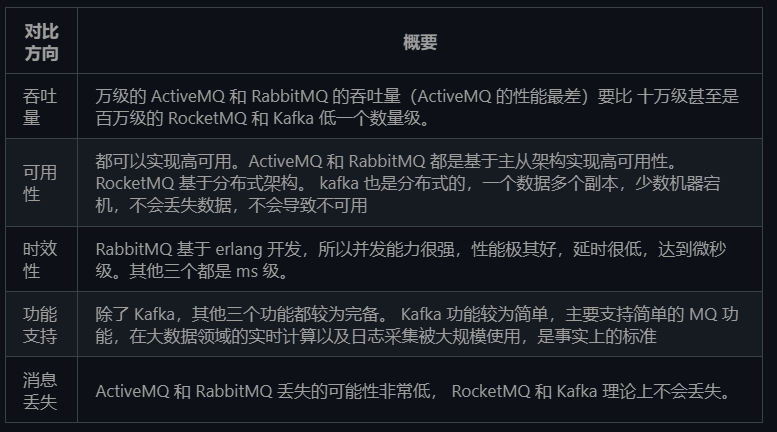 对比
方向
概要
吞吐
量
万级的 ActiveMQ 和 RabbitMQ 的吞吐量（ActiveMQ 的性能最差）要比 十万级甚至是
百万级的 RocketMQ 和 Kafka 低一个数量级。
可用
性
都可以实现高可用。ActiveMQ 和 RabbitMQ 都是基于主从架构实现高可用性。
RocketMQ 基于分布式架构。 kafka 也是分布式的，一个数据多个副本，少数机器宕
机，不会丢失数据，不会导致不可用
时效
性
RabbitMQ 基于 erlang 开发，所以并发能力很强，性能极其好，延时很低，达到微秒
级。其他三个都是 ms 级。
功能
支持
除了 Kafka，其他三个功能都较为完备。 Kafka 功能较为简单，主要支持简单的 MQ 功
能，在大数据领域的实时计算以及日志采集被大规模使用，是事实上的标准
消息
丢失
ActiveMQ 和 RabbitMQ 丢失的可能性非常低， RocketMQ 和 Kafka 理论上不会丢失。